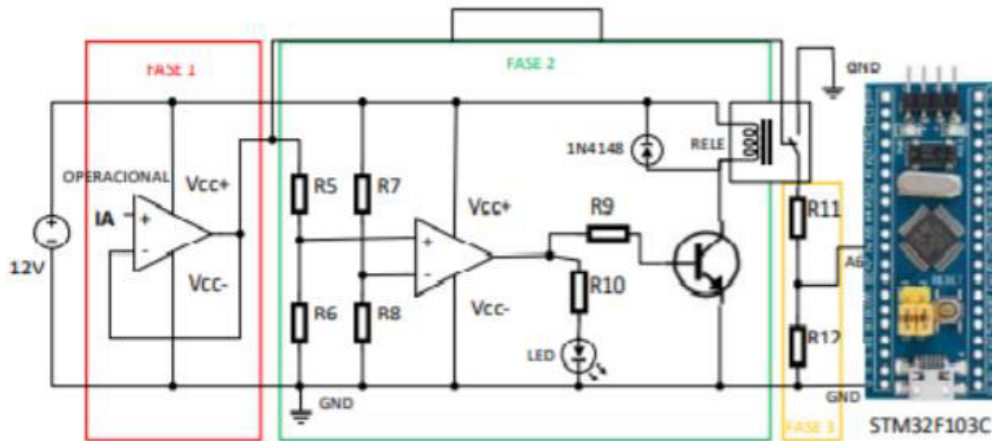 FASE 1
FASE 2
GND
1N4148
RELE
OPERACIONAL
Vcc+
R5
R7
R9
R11
IA
Vcc+
12V
Vcc-
A6
R6
R8
Vcc-
R10
R12
LED
GND
GND
FASE 3
STM32F103C